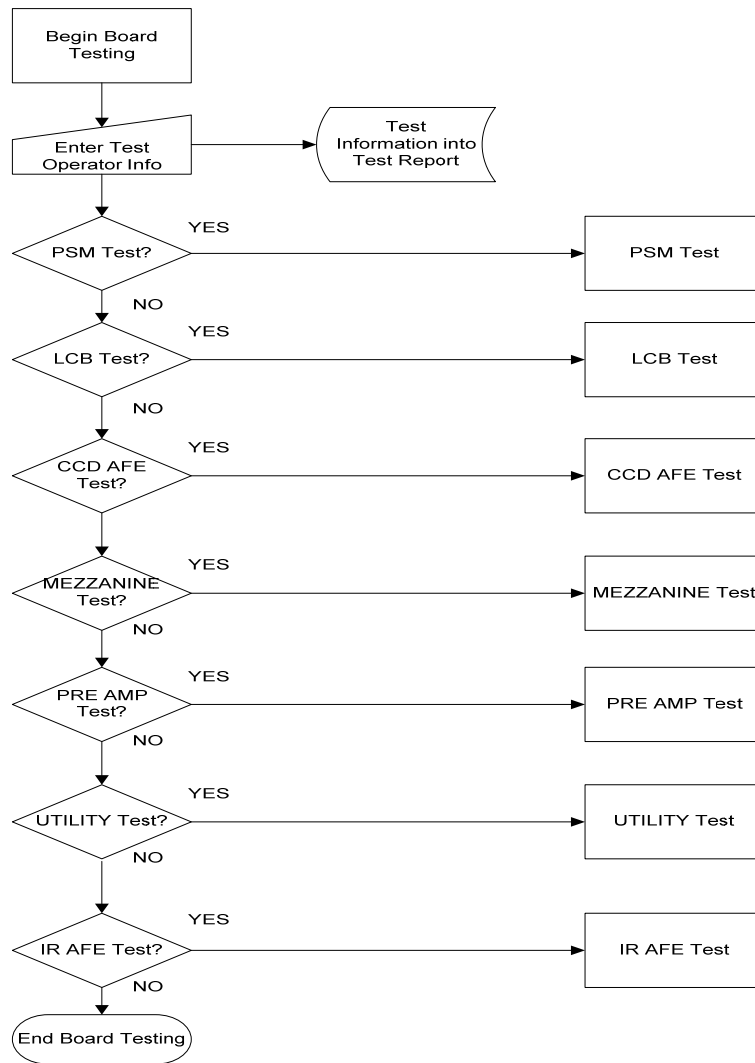 Begin Board
Testing
Enter Test
Operator Info
Test
Information into
Test Report
PSM Test?
YES
PSM Test
NO
LCB Test?
YES
LCB Test
NO
CCD AFE
Test?
YES
CCD AFE Test
MEZZANINE
Test?
YES
MEZZANINE Test
NO
PRE AMP
Test?
YES
PRE AMP Test
NO
UTILITY Test?
YES
UTILITY Test
NO
IR AFE Test?
YES
IR AFE Test
NO
End Board Testing